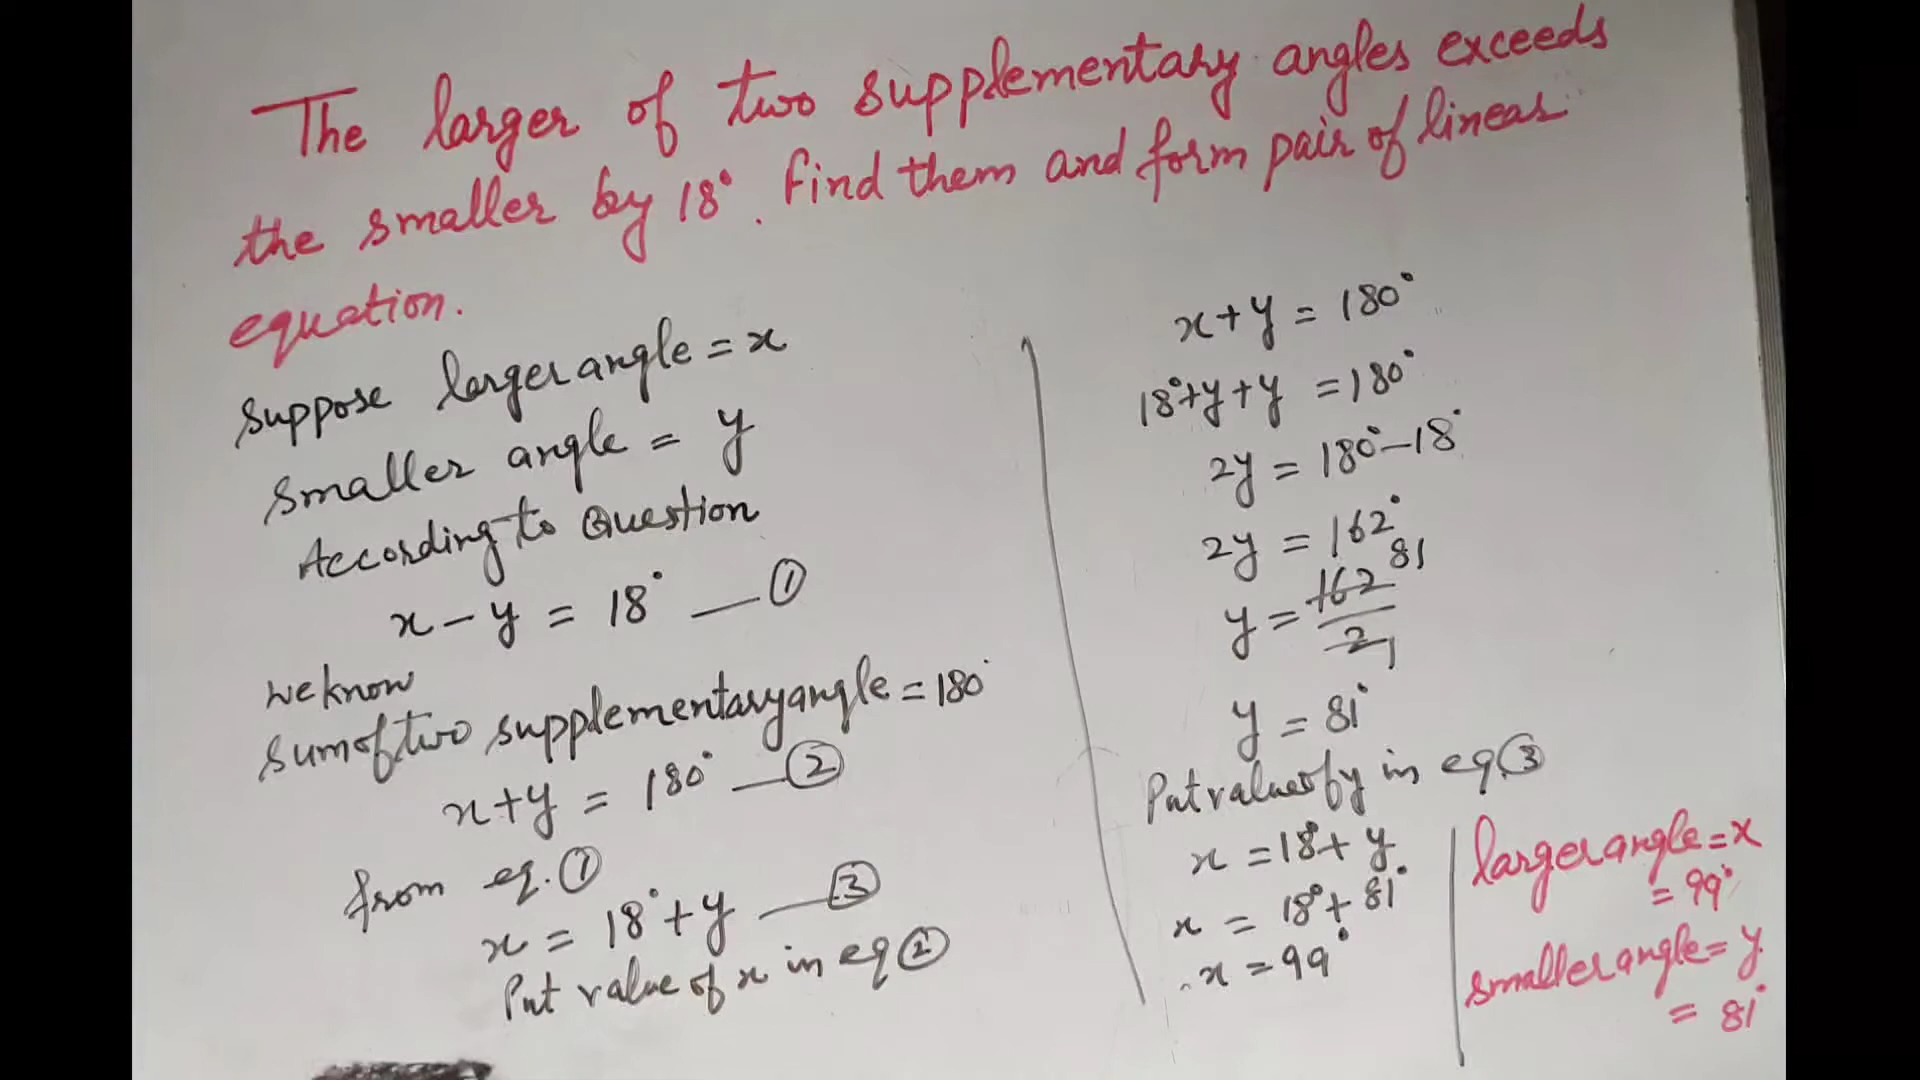 The larger of two supplementary angles exceeds
the smaller by 18°. Find them and form pair of linear
equation.
Suppose larger angle = x
Smaller angle = y
According to Question
x - y = 18° — ①
We know
Sum of two supplementary angle = 180°
x + y = 180° — ②
from eq. ①
x = 18° + y — ③
Put value of x in eq ②
x + y = 180°
18° + y + y = 180°
2y = 180° - 18°
2y = 162°
81
y = 162/2
1
y = 81°
Put value of y in eq. ③
x = 18° + y
x = 18° + 81°
x = 99°
larger angle = x
= 99°
smaller angle = y
= 81°